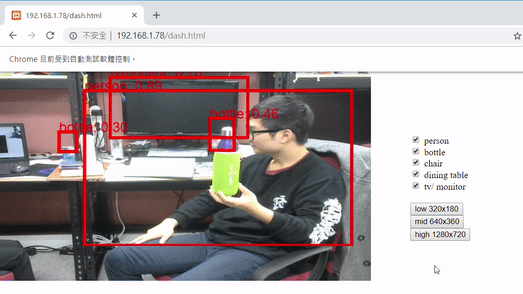 192.168.1.78/dash.html
不安全 | 192.168.1.78/dash.html
Chrome 目前受到自動測試軟體控制。
person: 0.89
bottle: 0.46
bottle: 0.30
person
bottle
chair
dining table
tv/ monitor
low 320x180
mid 640x360
high 1280x720